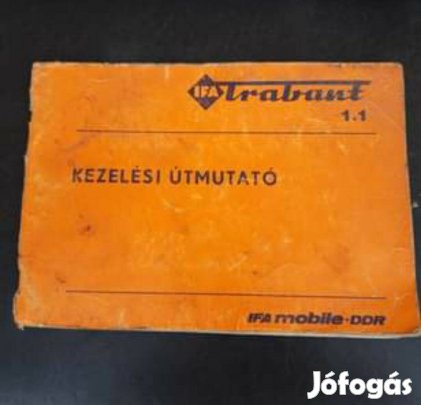 IFA Trabant
1.1
KEZELÉSI ÚTMUTATÓ
IFA mobile-DDR
Jófogás